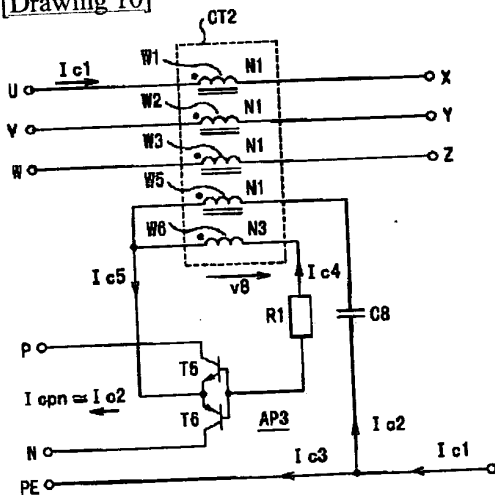 [Drawing 10]
CT2
Ic1
W1
N1
U
X
W2
N1
V
Y
W3
N1
W
Z
W5
N1
W6
N3
Ic5
v8
Ic4
R1
C8
P
T5
Icpn≃Ic2
T6
AP3
Ic2
N
Ic3
Ic1
PE